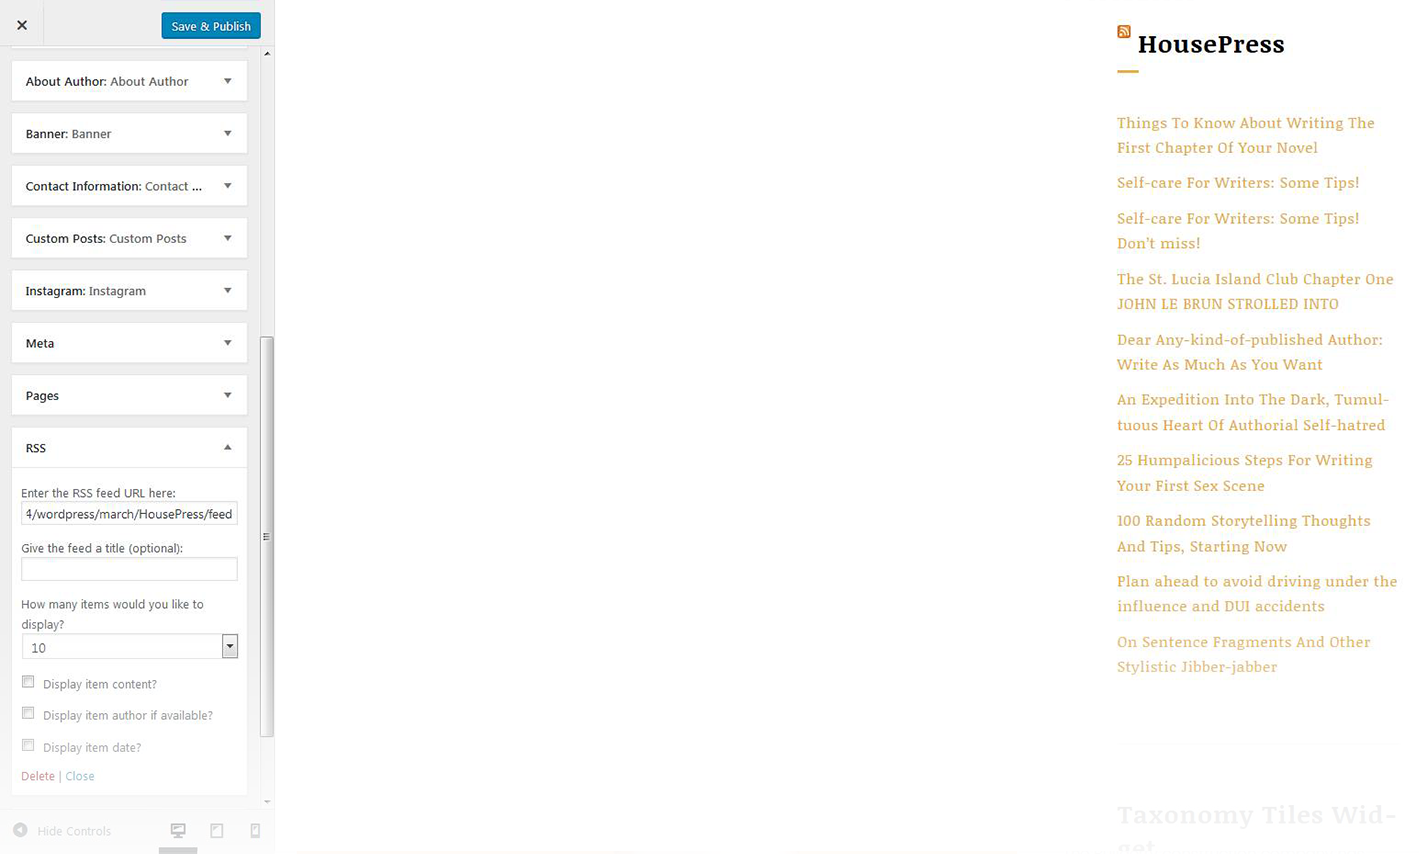 Save & Publish
About Author: About Author
Banner: Banner
Contact Information: Contact ...
Custom Posts: Custom Posts
Instagram: Instagram
Meta
Pages
RSS
Enter the RSS feed URL here:
4/wordpress/march/HousePress/feed
Give the feed a title (optional):
How many items would you like to
display?
10
Display item content?
Display item author if available?
Display item date?
Delete | Close
Hide Controls
HousePress
Things To Know About Writing The
First Chapter Of Your Novel
Self-care For Writers: Some Tips!
Self-care For Writers: Some Tips!
Don't miss!
The St. Lucia Island Club Chapter One
JOHN LE BRUN STROLLED INTO
Dear Any-kind-of-published Author:
Write As Much As You Want
An Expedition Into The Dark, Tumul-
tuous Heart Of Authorial Self-hatred
25 Humpalicious Steps For Writing
Your First Sex Scene
100 Random Storytelling Thoughts
And Tips, Starting Now
Plan ahead to avoid driving under the
influence and DUI accidents
On Sentence Fragments And Other
Stylistic Jibber-jabber
Taxonomy Tiles Wid-
get